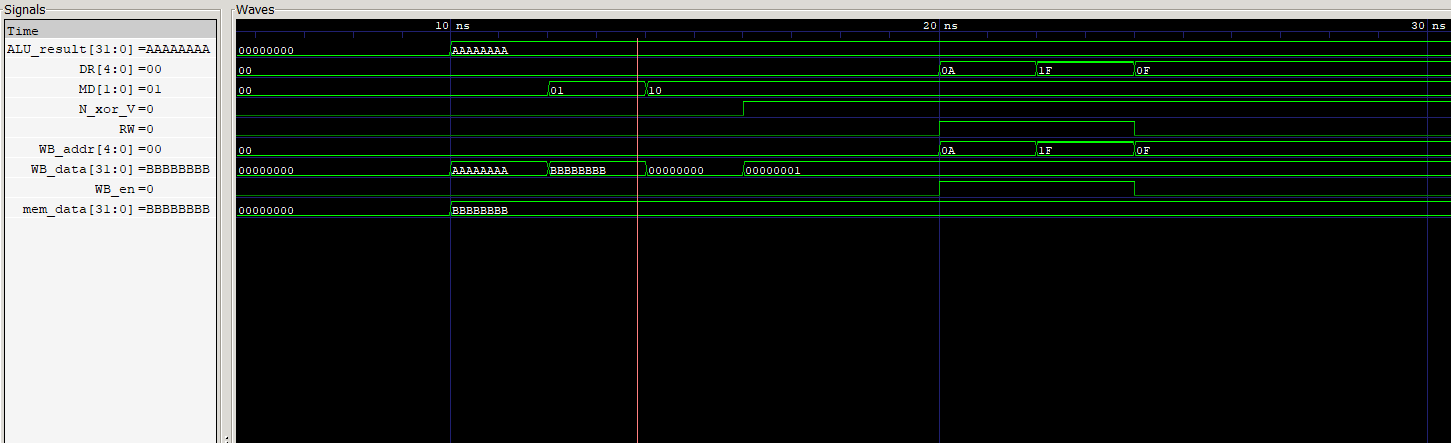 Signals Waves
Time 10 ns 20 ns 30 ns
ALU_result[31:0] =AAAAAAAA 00000000 AAAAAAAA
DR[4:0] =00 00 0A 1F 0F
MD[1:0] =01 00 01 10
N_xor_V =0
RW =0
WB_addr[4:0] =00 00 0A 1F 0F
WB_data[31:0] =BBBBBBBB 00000000 AAAAAAAA BBBBBBBB 00000000 00000001
WB_en =0
mem_data[31:0] =BBBBBBBB 00000000 BBBBBBBB